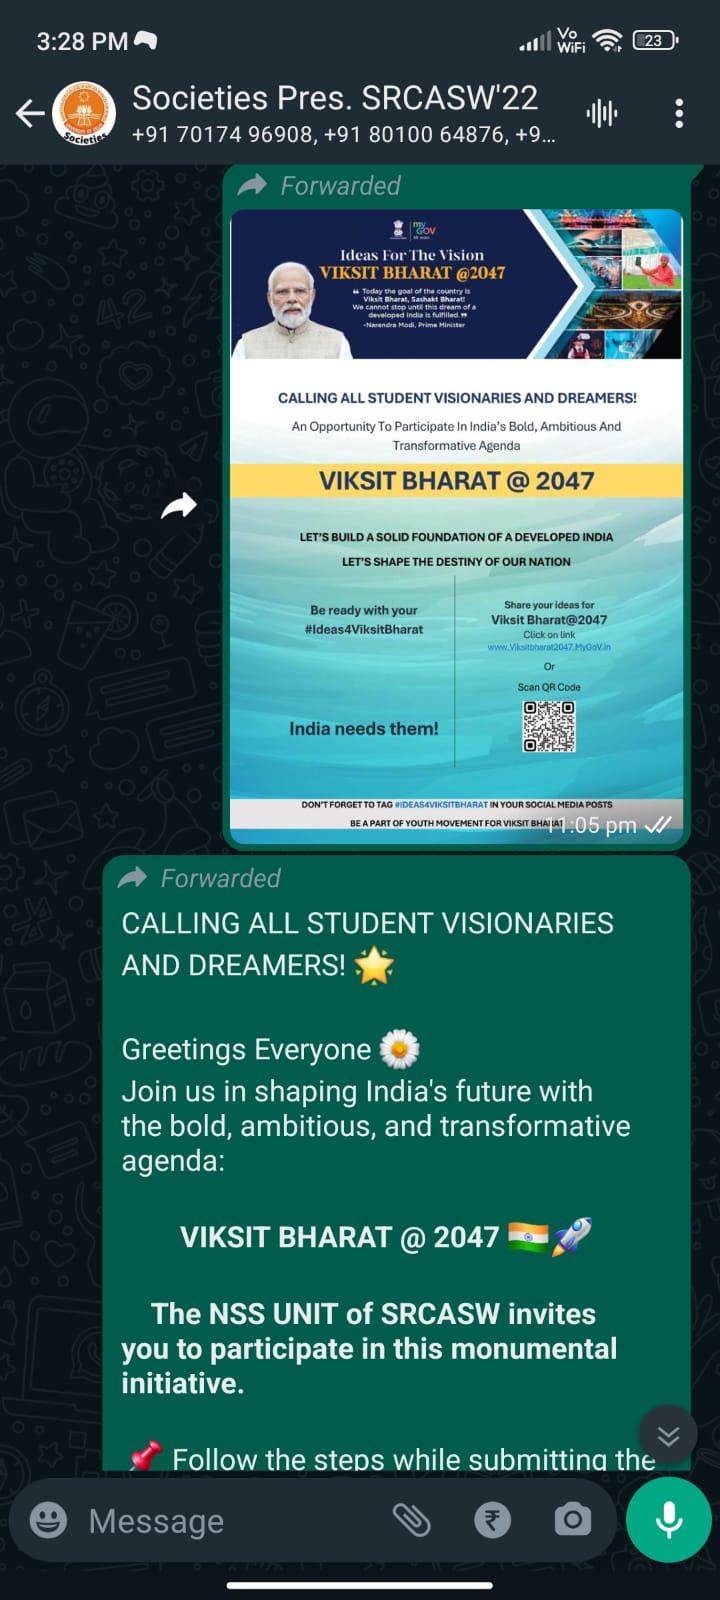 3:28 PM
Vo
WiFi
23
Societies Pres. SRCASW'22
+91 70174 96908, +91 80100 64876, +9...
Societies
Forwarded
my
GOV
Ideas For The Vision
VIKSIT BHARAT @2047
❝ Today the goal of the country is
Viksit Bharat, Sashakt Bharat!
We cannot stop until this dream of a
developed India is fulfilled. ❞
-Narendra Modi, Prime Minister
CALLING ALL STUDENT VISIONARIES AND DREAMERS!
An Opportunity To Participate In India's Bold, Ambitious And
Transformative Agenda
VIKSIT BHARAT @ 2047
LET'S BUILD A SOLID FOUNDATION OF A DEVELOPED INDIA
LET'S SHAPE THE DESTINY OF OUR NATION
Be ready with your
#Ideas4ViksitBharat
India needs them!
Share your ideas for
Viksit Bharat@2047
Click on link
www.Viksitbharat2047.MyGoV.in
Or
Scan QR Code
DON'T FORGET TO TAG #IDEAS4VIKSITBHARAT IN YOUR SOCIAL MEDIA POSTS
BE A PART OF YOUTH MOVEMENT FOR VIKSIT BHARAT
11:05 pm
Forwarded
CALLING ALL STUDENT VISIONARIES
AND DREAMERS! 🌟
Greetings Everyone 🌼
Join us in shaping India's future with
the bold, ambitious, and transformative
agenda:
VIKSIT BHARAT @ 2047 🇮🇳🚀
The NSS UNIT of SRCASW invites
you to participate in this monumental
initiative.
📌 Follow the steps while submitting the
Message